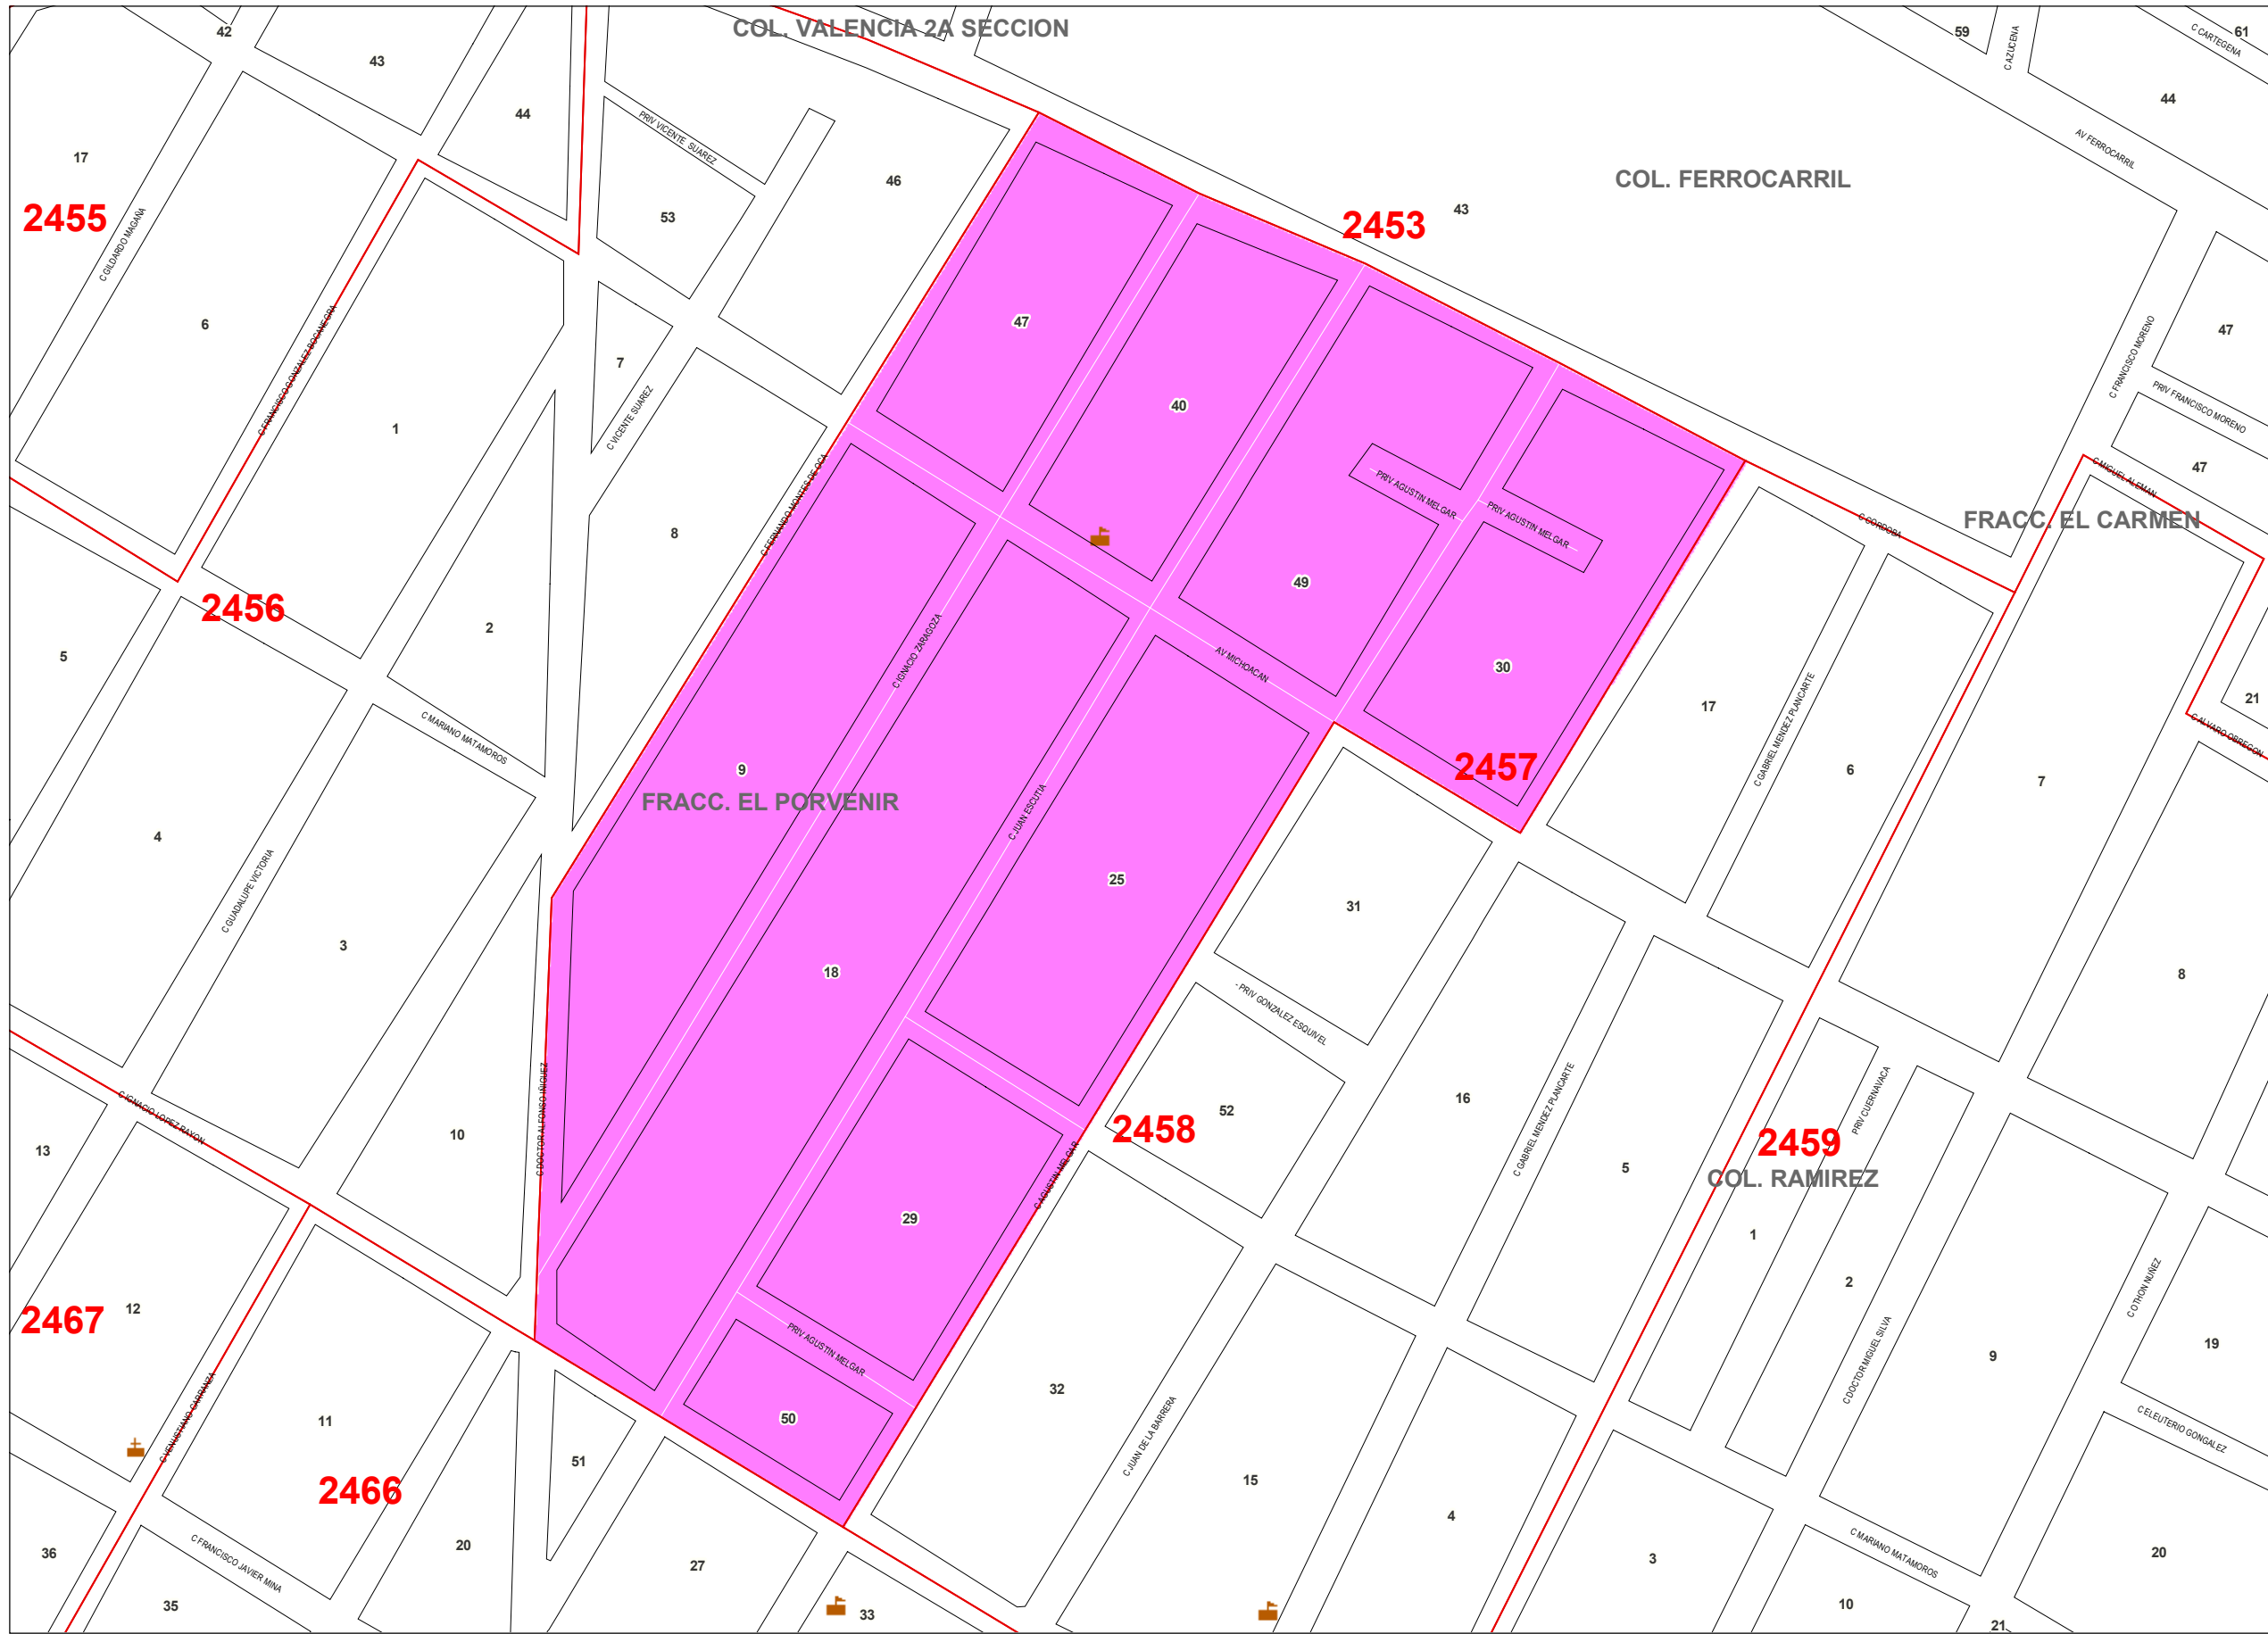 COL. VALENCIA 2A SECCION
42
59
61
C CARTEGENA
C AZUCENA
43
44
44
PRIV VICENTE SUAREZ
AV FERROCARRIL
17
46
COL. FERROCARRIL
2455
53
2453
43
C GILDARDO MAGAÑA
6
C FRANCISCO GONZALEZ BOCANEGRA
47
C FRANCISCO MORENO
47
7
40
PRIV FRANCISCO MORENO
1
C VICENTE SUAREZ
C FERNANDO MONTES DE OCA
PRIV AGUSTIN MELGAR
C MIGUEL ALEMAN
47
PRIV AGUSTIN MELGAR
C CORDOBA
FRACC. EL CARMEN
8
49
2456
2
C IGNACIO ZARAGOZA
AV MICHOACAN
30
5
21
17
C GABRIEL MENDEZ PLANCARTE
C ALVARO OBREGON
C MARIANO MATAMOROS
9
2457
6
7
FRACC. EL PORVENIR
C JUAN ESCUTIA
4
C GUADALUPE VICTORIA
25
31
3
18
8
- PRIV GONZALEZ ESQUIVEL
C IGNACIO LOPEZ RAYON
C DOCTOR ALFONSO IÑIGUEZ
52
16
C GABRIEL MENDEZ PLANCARTE
PRIV CUERNAVACA
10
2458
2459
13
5
COL. RAMIREZ
C AGUSTIN MELGAR
29
1
2
C OTHON NUÑEZ
12
2467
PRIV AGUSTIN MELGAR
C DOCTOR MIGUEL SILVA
19
9
32
C VENUSTIANO CARRANZA
11
50
C JUAN DE LA BARRERA
C ELEUTERIO GONGALEZ
51
15
2466
4
C FRANCISCO JAVIER MINA
36
20
27
3
C MARIANO MATAMOROS
20
35
33
10
21